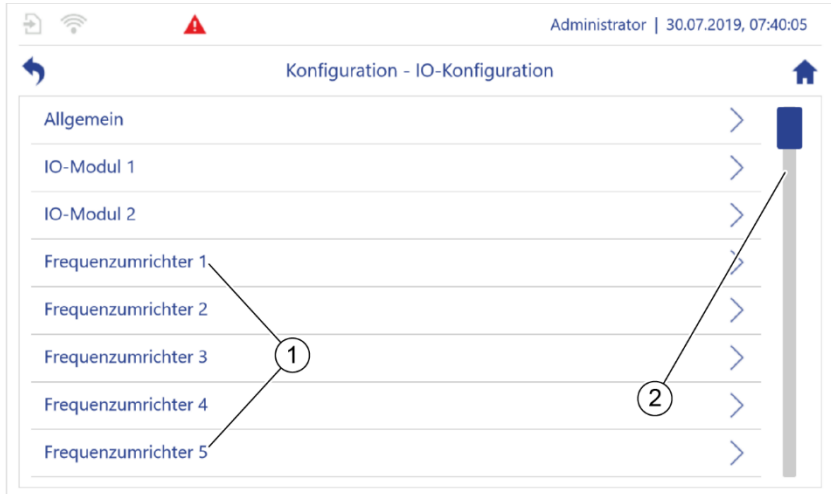 Administrator | 30.07.2019, 07:40:05
Konfiguration - IO-Konfiguration
Allgemein
IO-Modul 1
IO-Modul 2
Frequenzumrichter 1
Frequenzumrichter 2
Frequenzumrichter 3
1
Frequenzumrichter 4
2
Frequenzumrichter 5